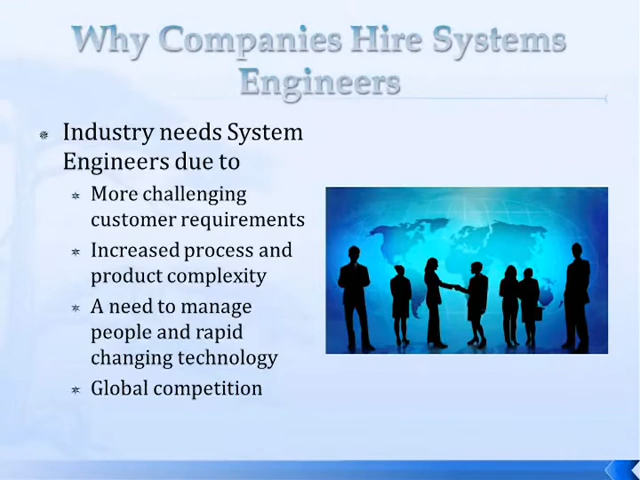 Why Companies Hire Systems
Engineers
Industry needs System
Engineers due to
More challenging
customer requirements
Increased process and
product complexity
A need to manage
people and rapid
changing technology
Global competition